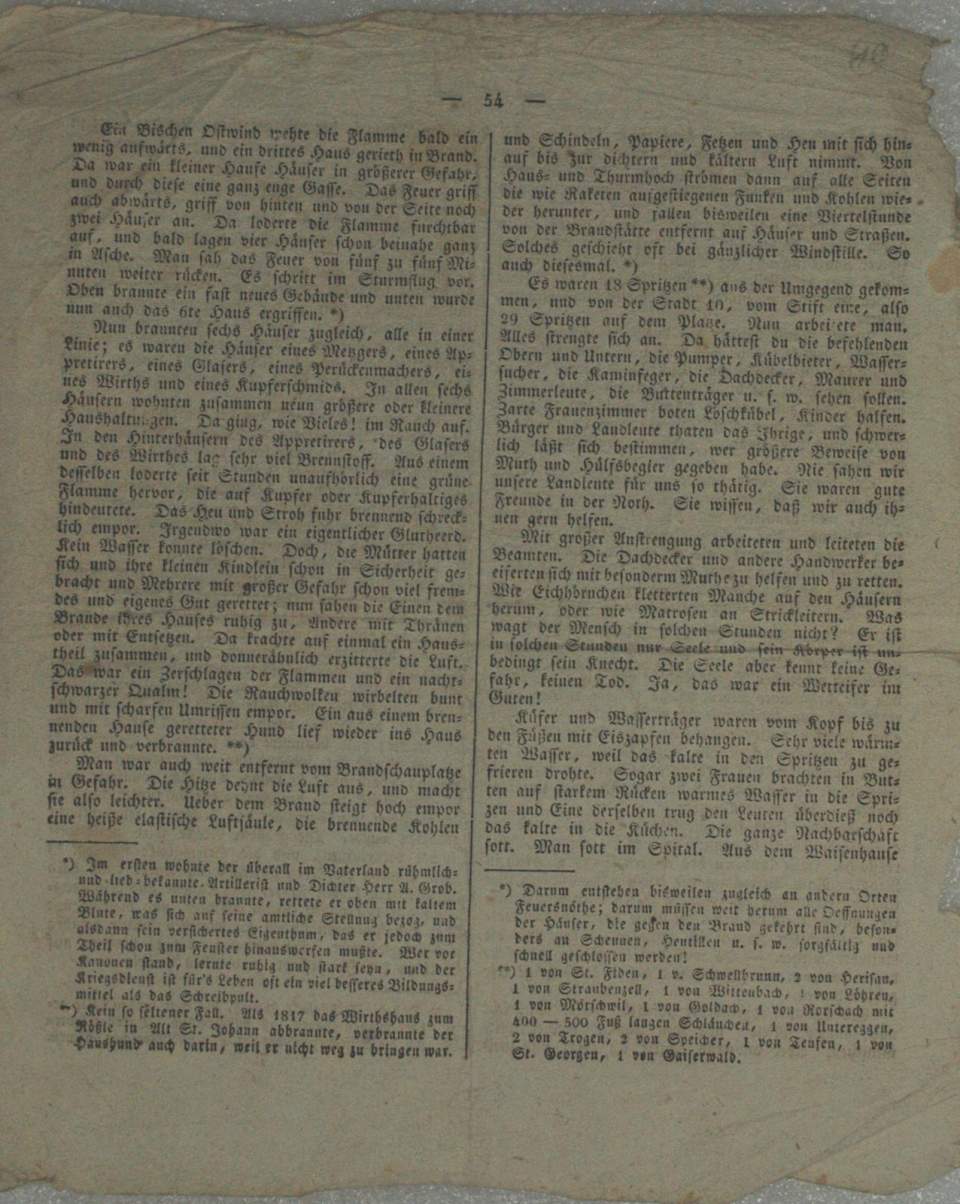 — 54 —
Ein Bischen Ostwind wehte die Flamme bald ein
wenig aufwärts, und ein drittes Haus gerieth in Brand.
Da war ein kleiner Haufe Häuser in größerer Gefahr,
und durch diese eine ganz enge Gasse. Das Feuer griff
auch abwärts, griff von hinten und von der Seite noch
zwei Häuser an. Da loderte die Flamme furchtbar
auf, und bald lagen vier Häuser schon beinahe ganz
in Asche. Man sah das Feuer von fünf zu fünf Mi-
nuten weiter rücken. Es schritt im Sturmflug vor.
Oben brannte ein fast neues Gebäude und unten wurde
nun auch das 6te Haus ergriffen. *)
Nun brannten sechs Häuser zugleich, alle in einer
Linie; es waren die Häuser eines Metzgers, eines Ap-
pretirers, eines Glasers, eines Perückenmachers, ei-
nes Wirths und eines Kupferschmids. In allen sechs
Häusern wohnten zusammen neun größere oder kleinere
Haushaltungen. Da ging, wie Vieles! im Rauch auf.
In den Hinterhäusern des Appretirers, des Glasers
und des Wirthes lag sehr viel Brennstoff. Aus einem
desselben loderte seit Stunden unaufhörlich eine grüne
Flamme hervor, die auf Kupfer oder Kupferhaltiges
hindeutete. Das Heu und Stroh fuhr brennend schreck-
lich empor. Irgendwo war ein eigentlicher Glutheerd.
Kein Wasser konnte löschen. Doch, die Mütter hatten
sich und ihre kleinen Kindlein schon in Sicherheit ge-
bracht und Mehrere mit großer Gefahr schon viel frem-
des und eigenes Gut gerettet; nun sahen die Einen dem
Brande ihres Hauses ruhig zu, Andere mit Thränen
oder mit Entsetzen. Da krachte auf einmal ein Haus-
theil zusammen, und donnerähnlich erzitterte die Luft.
Das war ein Zerschlagen der Flammen und ein nacht-
schwarzer Qualm! Die Rauchwolken wirbelten bunt
und mit scharfen Umrissen empor. Ein aus einem bren-
nenden Hause geretteter Hund lief wieder ins Haus
zurück und verbrannte. **)
Man war auch weit entfernt vom Brandschauplatze
in Gefahr. Die Hitze dehnt die Luft aus, und macht
sie also leichter. Ueber dem Brand steigt hoch empor
eine heiße elastische Luftsäule, die brennende Kohlen
*) Im ersten wohnte der überall im Vaterland rühmlich-
und lied-bekannte Artillerist und Dichter Herr A. Grob.
Während es unten brannte, rettete er oben mit kaltem
Blute, was sich auf seine amtliche Stellung bezog, und
alsdann sein versichertes Eigenthum, das er jedoch zum
Theil schon zum Fenster hinauswerfen mußte. Wer vor
Kanonen stand, lernte ruhig und stark seyn, und der
Kriegsdienst ist für's Leben oft ein viel besseres Bildungs-
mittel als das Schreibpult.
**) Kein so seltener Fall. Als 1817 das Wirthshaus zum
Rößle in Alt St. Johann abbrannte, verbrannte der
Haushund auch darin, weil er nicht weg zu bringen war.
und Schindeln, Papiere, Fetzen und Heu mit sich hin-
auf bis zur dichtern und kältern Luft nimmt. Von
Haus- und Thurmhoch strömen dann auf alle Seiten
die wie Raketen aufgestiegenen Funken und Kohlen wie-
der herunter, und fallen bisweilen eine Viertelstunde
von der Brandstätte entfernt auf Häuser und Straßen.
Solches geschieht oft bei gänzlicher Windstille. So
auch diesesmal. *)
Es waren 18 Spritzen **) aus der Umgegend gekom-
men, und von der Stadt 10, vom Stift eine, also
29 Spritzen auf dem Platze. Nun arbeitete man.
Alles strengte sich an. Da hättest du die befehlenden
Obern und Untern, die Pumper, Kübelbieter, Wasser-
sucher, die Kaminfeger, die Dachdecker, Maurer und
Zimmerleute, die Buttenträger u. s. w. sehen sollen.
Zarte Frauenzimmer boten Löschkübel, Kinder halfen.
Bürger und Landleute thaten das Ihrige, und schwer-
lich läßt sich bestimmen, wer größere Beweise von
Muth und Hülfsbegier gegeben habe. Nie sahen wir
unsere Landleute für uns so thätig. Sie waren gute
Freunde in der Noth. Sie wissen, daß wir auch ih-
nen gern helfen.
Mit großer Anstrengung arbeiteten und leiteten die
Beamten. Die Dachdecker und andere Handwerker be-
eiferten sich mit besonderm Muthe zu helfen und zu retten.
Wie Eichhörnchen kletterten Manche auf den Häusern
herum, oder wie Matrosen an Strickleitern. Was
wagt der Mensch in solchen Stunden nicht? Er ist
in solchen Stunden nur Seele und sein Körper ist un-
bedingt sein Knecht. Die Seele aber kennt keine Ge-
fahr, keinen Tod. Ja, das war ein Wetteifer im
Guten!
Käfer und Wasserträger waren vom Kopf bis zu
den Füßen mit Eiszapfen behangen. Sehr viele wärm-
ten Wasser, weil das kalte in den Spritzen zu ge-
frieren drohte. Sogar zwei Frauen brachten in But-
ten auf starkem Rücken warmes Wasser in die Spri-
zen und Eine derselben trug den Leuten überdieß noch
das kalte in die Küchen. Die ganze Nachbarschaft
sott. Man sott im Spital. Aus dem Waisenhause
*) Darum entstehen bisweilen zugleich an andern Orten
Feuersnöthe; darum müssen weit herum alle Oeffnungen
der Häuser, die gegen den Brand gekehrt sind, beson-
ders an Scheunen, Heutillen u. s. w. sorgfältig und
schnell geschlossen werden!
**) 1 von St. Fiden, 1 v. Schwellbrunn, 2 von Herisau,
1 von Straubenzell, 1 von Wittenbach, 1 von Löhren,
1 von Mörschwil, 1 von Goldach, 1 von Rorschach mit
400 — 500 Fuß langen Schläuchen, 1 von Untereggen,
2 von Trogen, 2 von Speicher, 1 von Teufen, 1 von
St. Georgen, 1 von Gaiserwald.